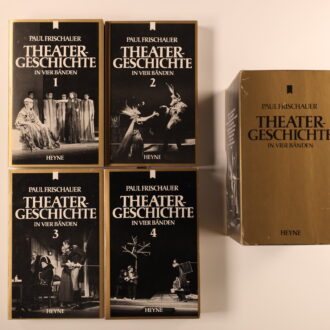 PAUL FRISCHAUER
THEATER-
GESCHICHTE
IN VIER BÄNDEN
1
HEYNE
PAUL FRISCHAUER
THEATER-
GESCHICHTE
IN VIER BÄNDEN
2
HEYNE
PAUL FRISCHAUER
THEATER-
GESCHICHTE
IN VIER BÄNDEN
3
HEYNE
PAUL FRISCHAUER
THEATER-
GESCHICHTE
IN VIER BÄNDEN
4
HEYNE
PAUL FRISCHAUER
THEATER-
GESCHICHTE
IN VIER BÄNDEN
HEYNE